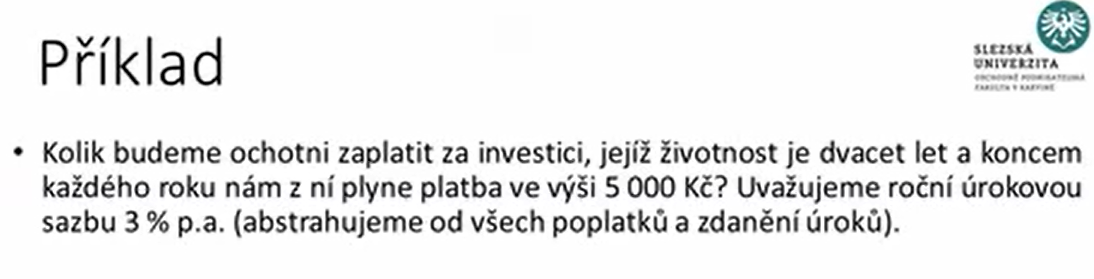 Příklad
SLEZSKÁ
UNIVERZITA
OBCHODNĚ PODNIKATELSKÁ
FAKULTA V KARVINÉ
• Kolik budeme ochotni zaplatit za investici, jejíž životnost je dvacet let a koncem
každého roku nám z ní plyne platba ve výši 5 000 Kč? Uvažujeme roční úrokovou
sazbu 3 % p.a. (abstrahujeme od všech poplatků a zdanění úroků).